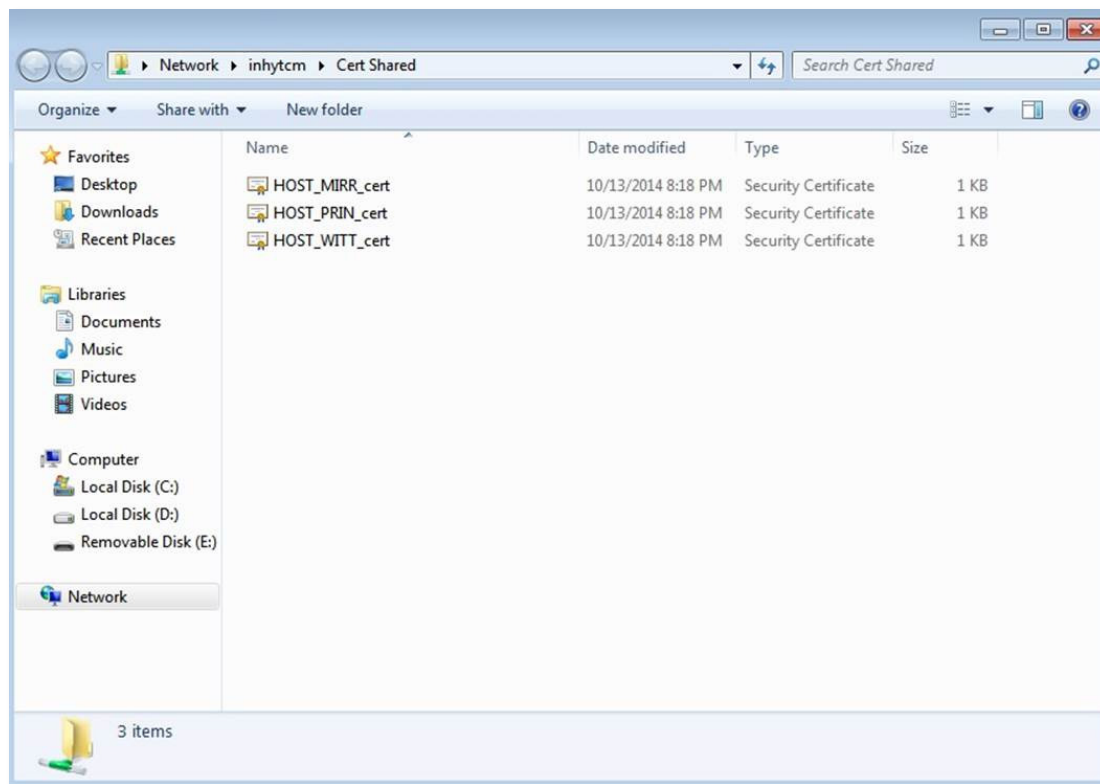 Network inhytcm Cert Shared Search Cert Shared
Organize Share with New folder
Favorites
Desktop
Downloads
Recent Places
Libraries
Documents
Music
Pictures
Videos
Computer
Local Disk (C:)
Local Disk (D:)
Removable Disk (E:)
Network
Name Date modified Type Size
HOST_MIRR_cert 10/13/2014 8:18 PM Security Certificate 1 KB
HOST_PRIN_cert 10/13/2014 8:18 PM Security Certificate 1 KB
HOST_WITT_cert 10/13/2014 8:18 PM Security Certificate 1 KB
3 items